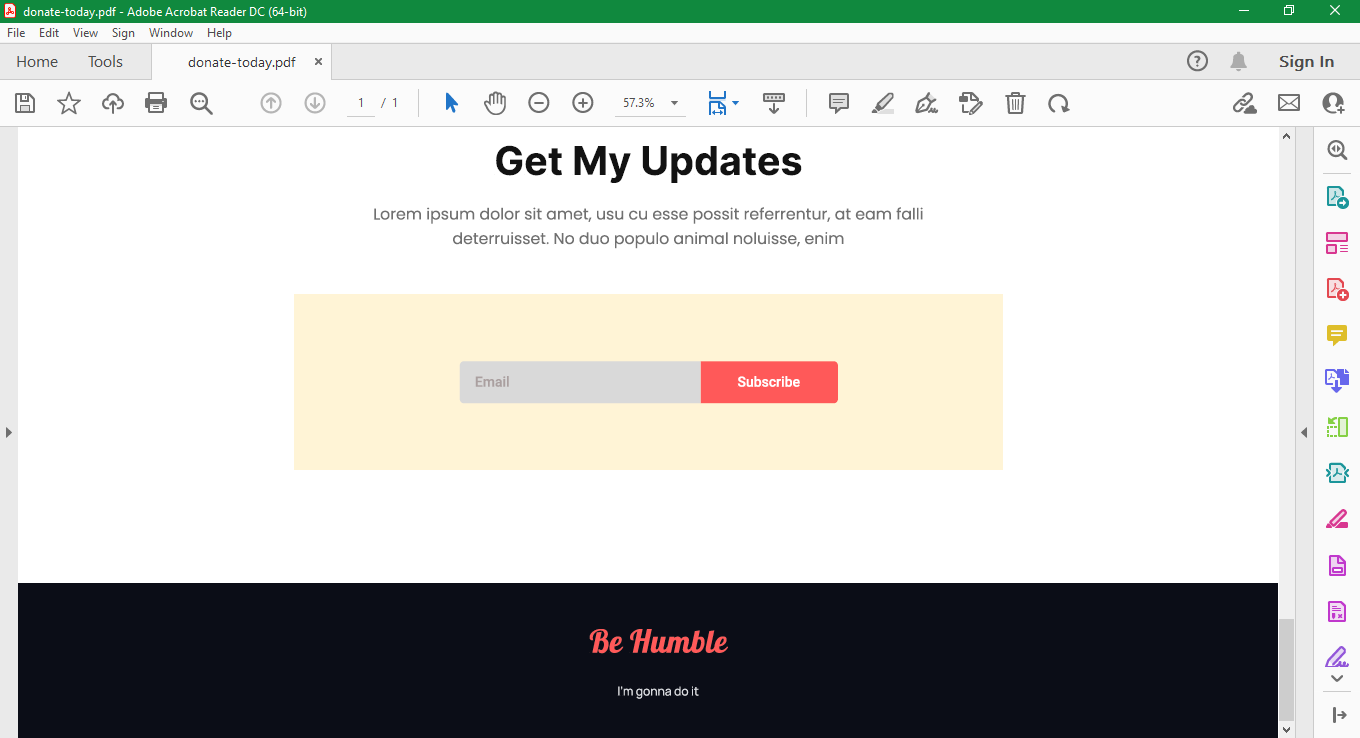 donate-today.pdf - Adobe Acrobat Reader DC (64-bit)
File Edit View Sign Window Help
Home Tools donate-today.pdf Sign In
1 / 1 57.3%
Get My Updates
Lorem ipsum dolor sit amet, usu cu esse possit referrentur, at eam falli
deterruisset. No duo populo animal noluisse, enim
Email Subscribe
Be Humble
I'm gonna do it